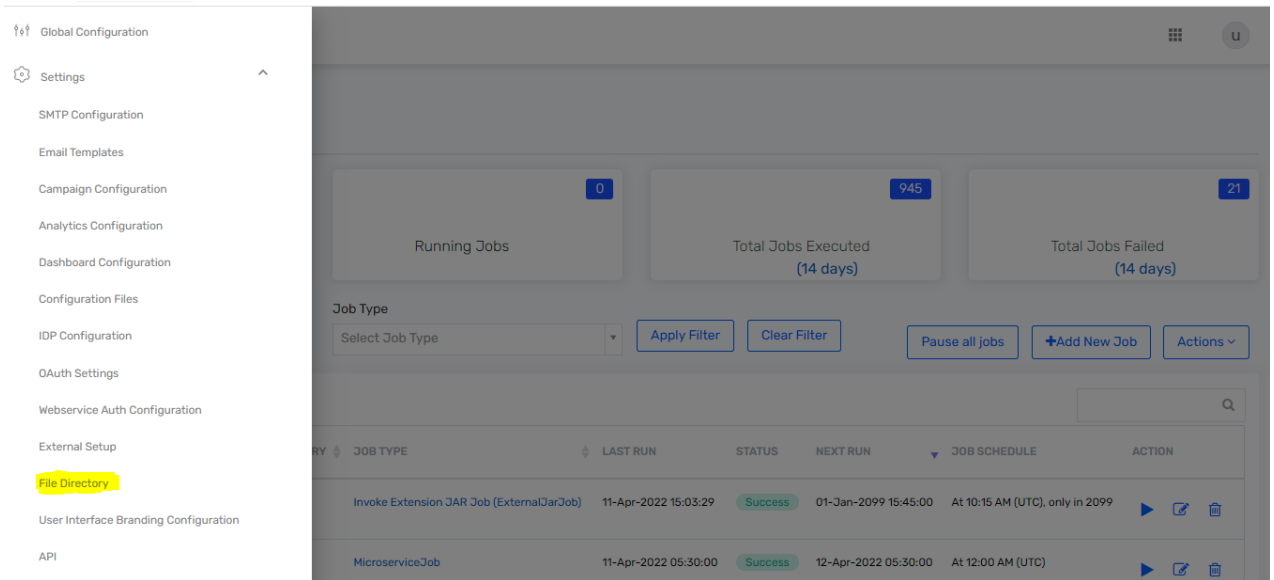 Global Configuration
u
Settings
SMTP Configuration
Email Templates
Campaign Configuration
Analytics Configuration
Dashboard Configuration
Configuration Files
IDP Configuration
OAuth Settings
Webservice Auth Configuration
External Setup
File Directory
User Interface Branding Configuration
API
0
Running Jobs
945
Total Jobs Executed
(14 days)
21
Total Jobs Failed
(14 days)
Job Type
Select Job Type
Apply Filter
Clear Filter
Pause all jobs
+Add New Job
Actions
RY JOB TYPE LAST RUN STATUS NEXT RUN JOB SCHEDULE ACTION
Invoke Extension JAR Job (ExternalJarJob) 11-Apr-2022 15:03:29 Success 01-Jan-2099 15:45:00 At 10:15 AM (UTC), only in 2099
MicroserviceJob 11-Apr-2022 05:30:00 Success 12-Apr-2022 05:30:00 At 12:00 AM (UTC)